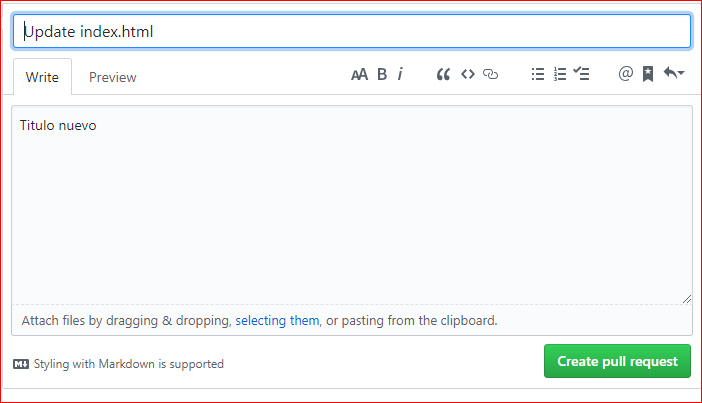 Update index.html
Write Preview AA B i @
Titulo nuevo
Attach files by dragging & dropping, selecting them, or pasting from the clipboard.
Styling with Markdown is supported
Create pull request